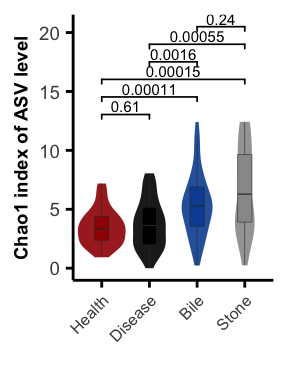 0.24
0.00055
0.0016
0.00015
0.00011
0.61
20
15
10
5
0
Chao1 index of ASV level
Health
Disease
Bile
Stone